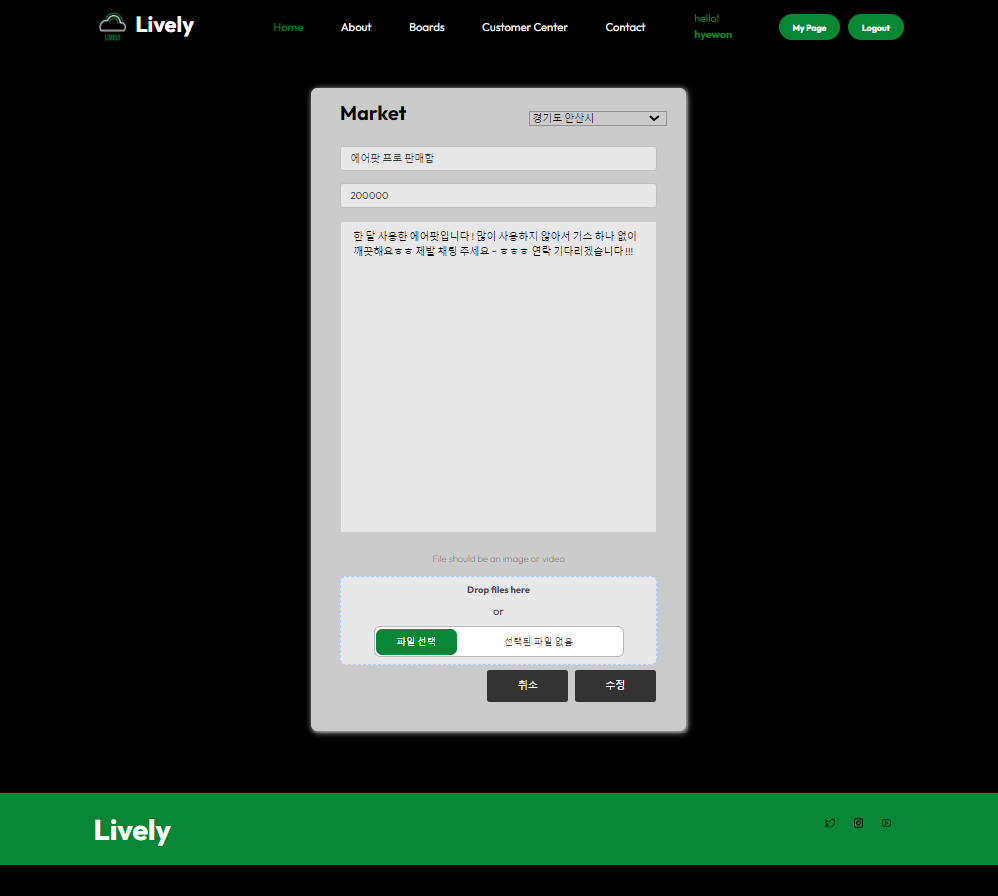 LIVELY
Lively
Home
About
Boards
Customer Center
Contact
hello!
hyewon
My Page
Logout
Market
경기도 안산시
에어팟 프로 판매함
200000
한 달 사용한 에어팟입니다 ! 많이 사용하지 않아서 기스 하나 없이
깨끗해요ㅎㅎ 제발 채팅 주세요 ~ ㅎㅎㅎ 연락 기다리겠습니다 !!!
File should be an image or video
Drop files here
or
파일 선택
선택된 파일 없음
취소
수정
Lively